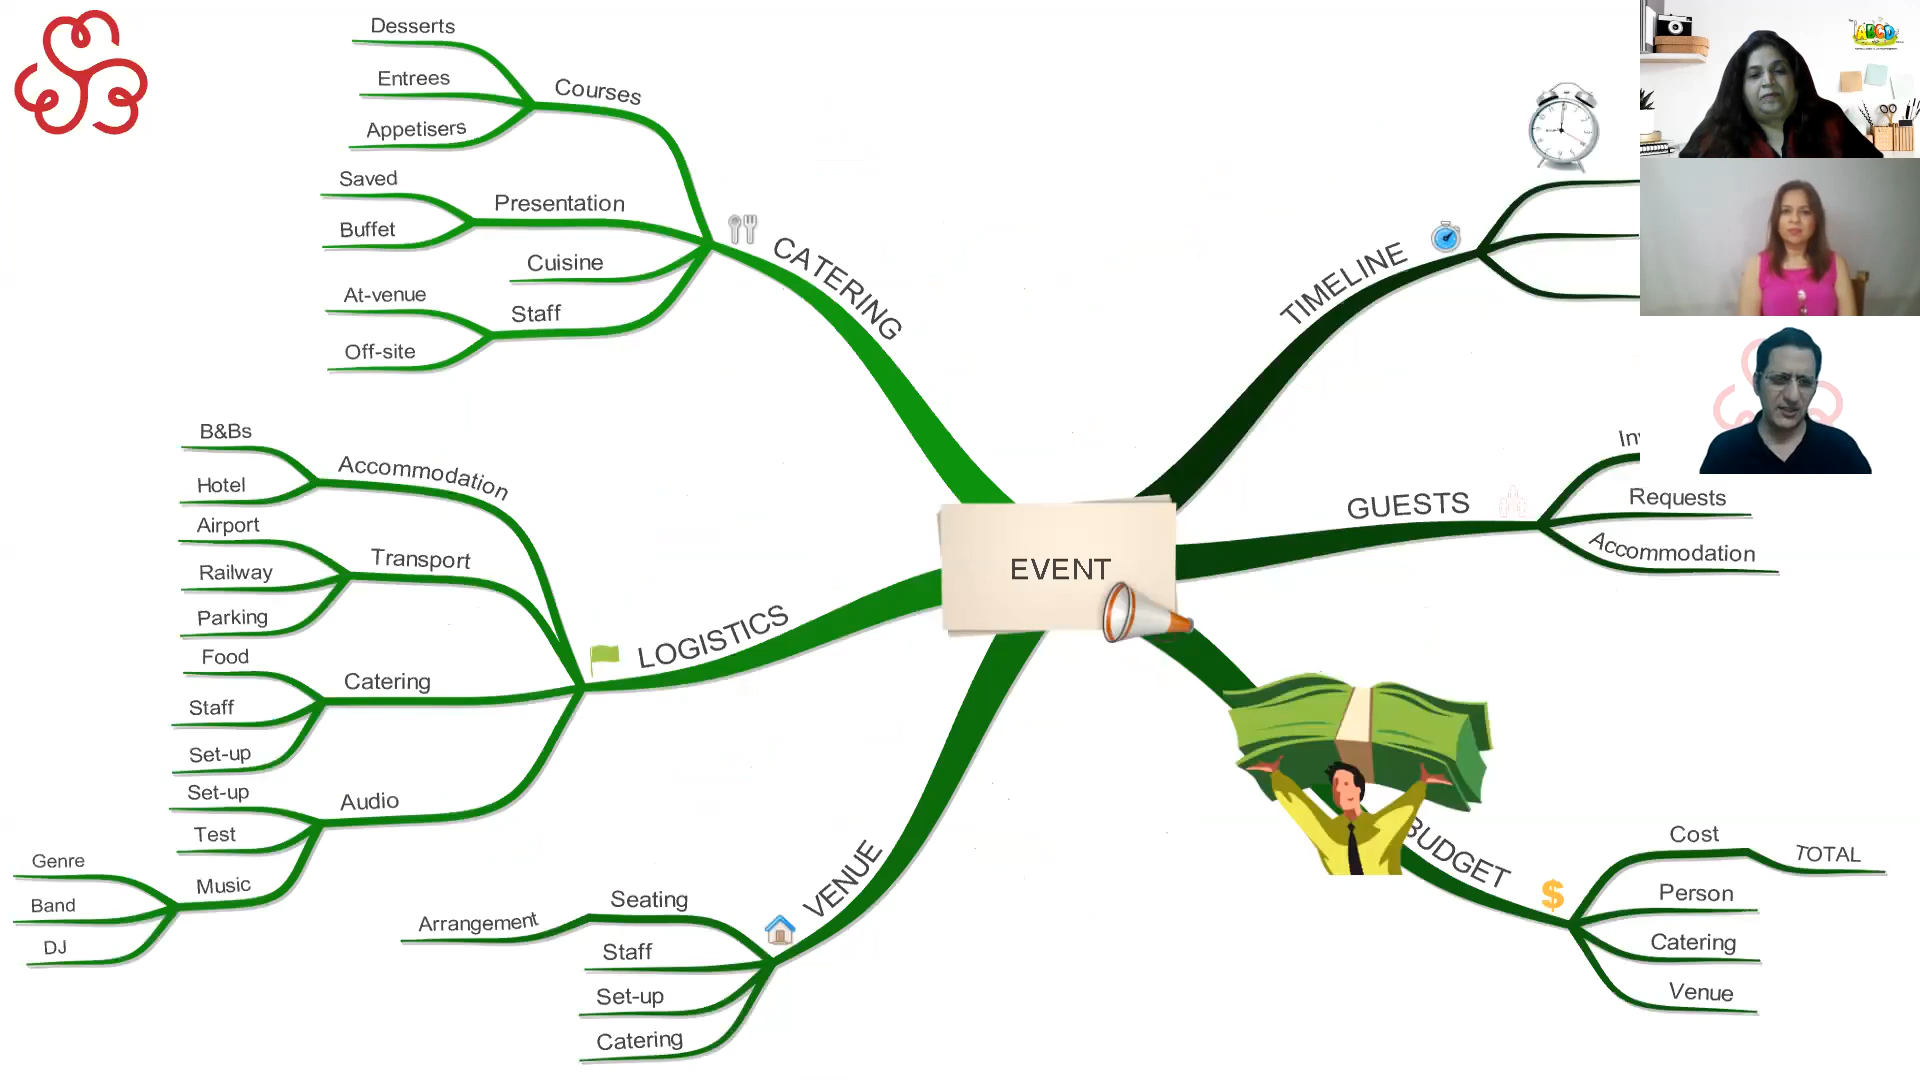 Desserts
Entrees
Appetisers
Courses
Saved
Buffet
Presentation
Cuisine
At-venue
Off-site
Staff
CATERING
B&Bs
Hotel
Accommodation
Airport
Railway
Parking
Transport
Food
Staff
Set-up
Catering
Set-up
Test
Genre
Band
DJ
Music
Audio
LOGISTICS
Arrangement
Seating
Staff
Set-up
Catering
VENUE
EVENT
TIMELINE
GUESTS
Requests
Accommodation
BUDGET
$
Cost
TOTAL
Person
Catering
Venue
ABCD